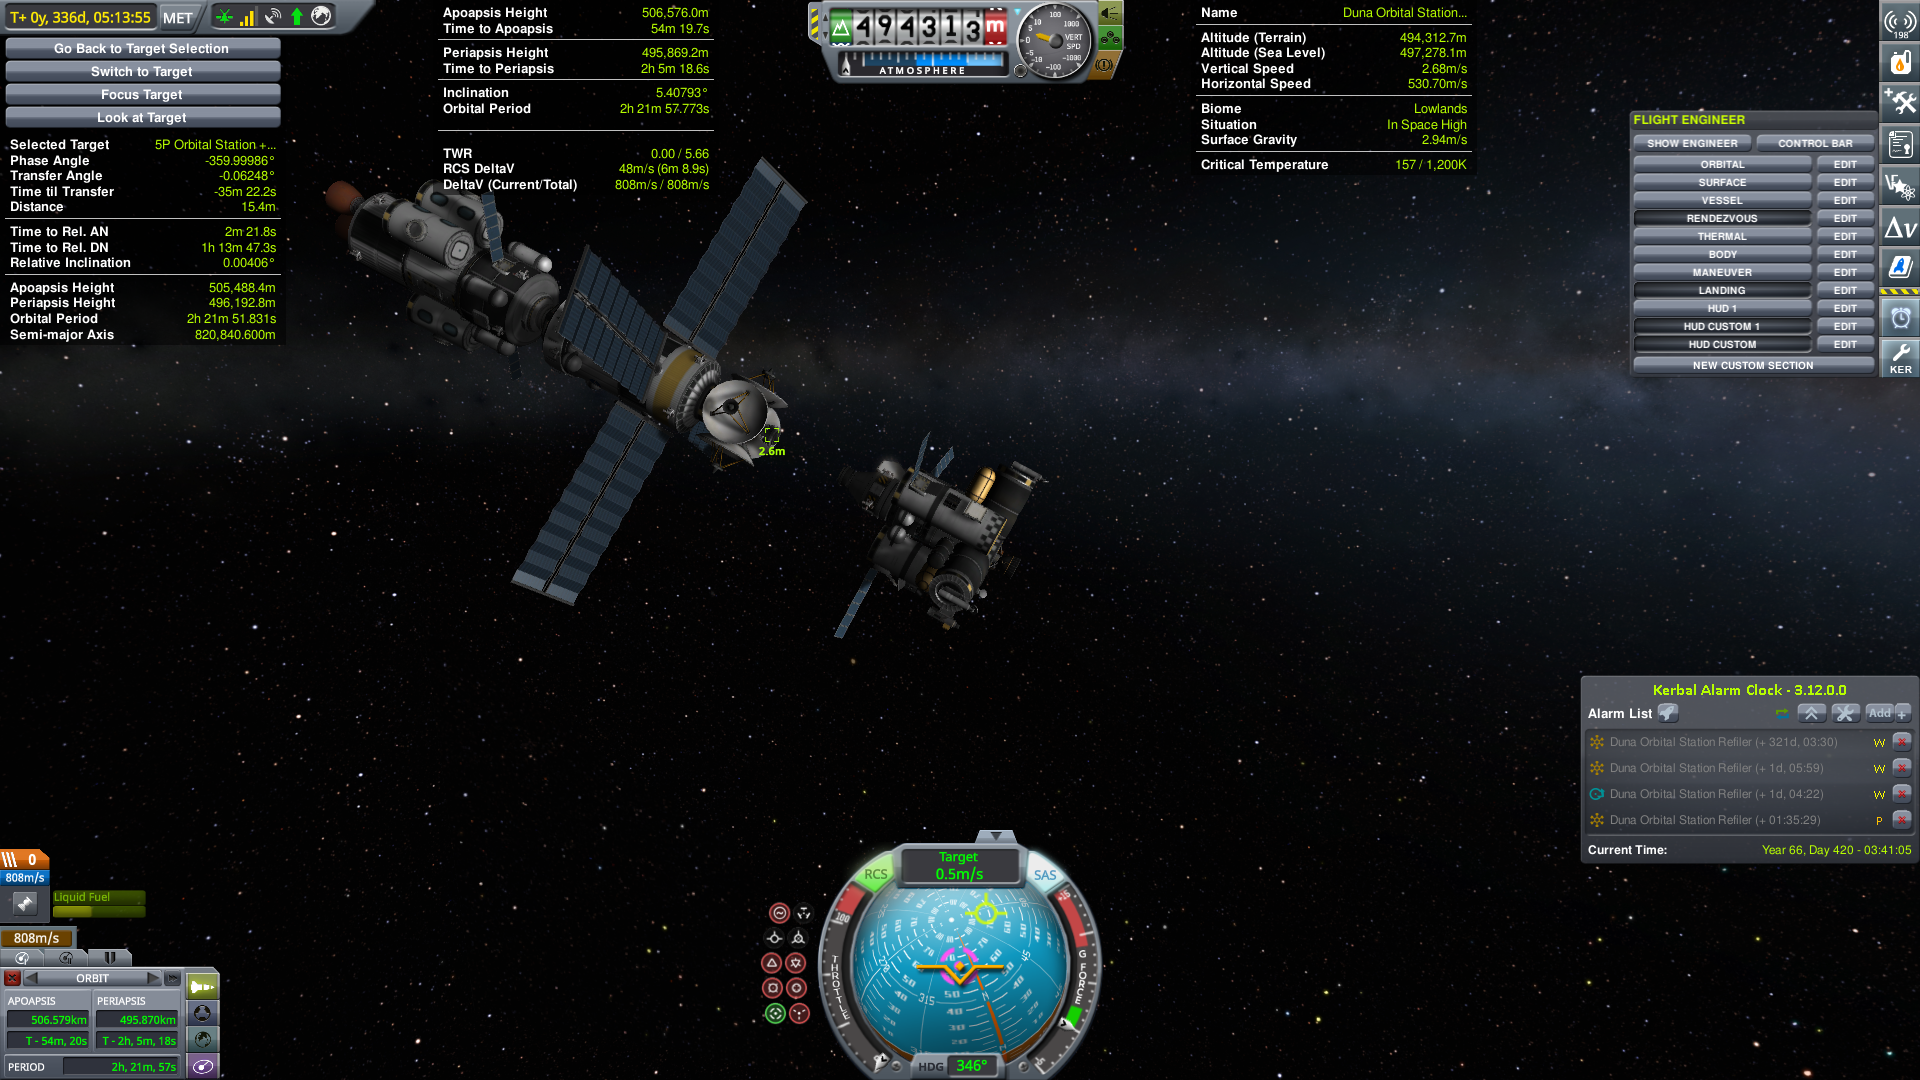 T+ 0y, 336d, 05:13:55 MET
Go Back to Target Selection
Switch to Target
Focus Target
Look at Target
Selected Target 5P Orbital Station +...
Phase Angle -359.99986°
Transfer Angle -0.06248°
Time til Transfer -35m 22.2s
Distance 15.4m
Time to Rel. AN 2m 21.8s
Time to Rel. DN 1h 13m 47.3s
Relative Inclination 0.00406°
Apoapsis Height 505,488.4m
Periapsis Height 496,192.8m
Orbital Period 2h 21m 51.831s
Semi-major Axis 820,840.600m
Apoapsis Height 506,576.0m
Time to Apoapsis 54m 19.7s
Periapsis Height 495,869.2m
Time to Periapsis 2h 5m 18.6s
Inclination 5.40793°
Orbital Period 2h 21m 57.773s
TWR 0.00 / 5.66
RCS DeltaV 48m/s (6m 8.9s)
DeltaV (Current/Total) 808m/s / 808m/s
494313 m
ATMOSPHERE
VERT SPD
Name Duna Orbital Station...
Altitude (Terrain) 494,312.7m
Altitude (Sea Level) 497,278.1m
Vertical Speed 2.68m/s
Horizontal Speed 530.70m/s
Biome Lowlands
Situation In Space High
Surface Gravity 2.94m/s
Critical Temperature 157 / 1,200K
198
Δv
KER
FLIGHT ENGINEER
SHOW ENGINEER CONTROL BAR
ORBITAL EDIT
SURFACE EDIT
VESSEL EDIT
RENDEZVOUS EDIT
THERMAL EDIT
BODY EDIT
MANEUVER EDIT
LANDING EDIT
HUD 1 EDIT
HUD CUSTOM 1 EDIT
HUD CUSTOM EDIT
NEW CUSTOM SECTION
2.6m
Kerbal Alarm Clock - 3.12.0.0
Alarm List Add +
Duna Orbital Station Refiler (+ 321d, 03:30) W
Duna Orbital Station Refiler (+ 1d, 05:59) W
Duna Orbital Station Refiler (+ 1d, 04:22) W
Duna Orbital Station Refiler (+ 01:35:29) P
Current Time: Year 66, Day 420 - 03:41:05
0
808m/s
Liquid Fuel
808m/s
ORBIT
APOAPSIS PERIAPSIS
506.579km 495.870km
T - 54m, 20s T - 2h, 5m, 18s
PERIOD 2h, 21m, 57s
Target
0.5m/s
RCS SAS
THROTTLE
G FORCE
HDG 346°